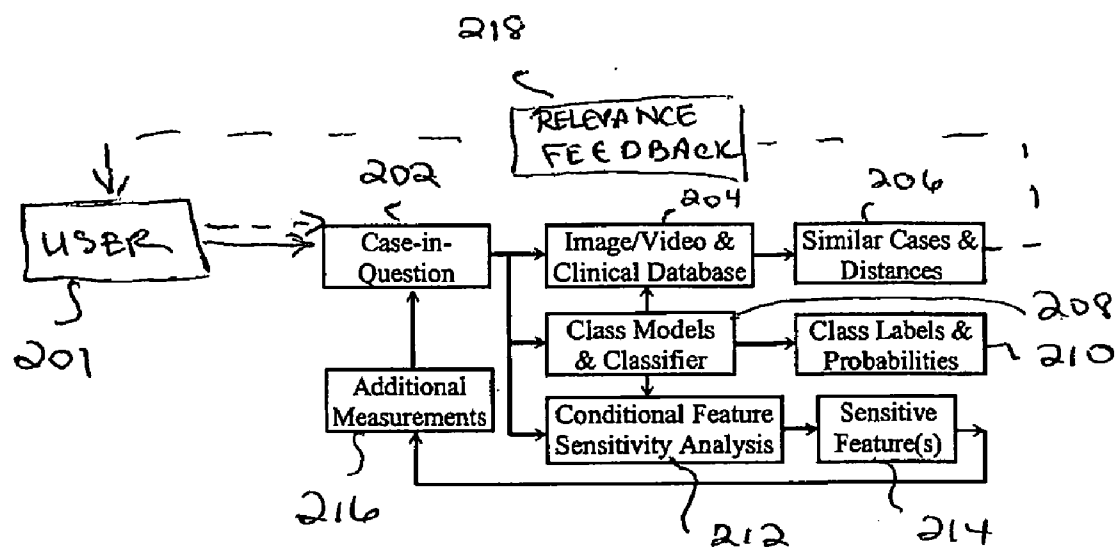 218
RELEVANCE
FEEDBACK
202
204
206
USER
Case-in-
Question
Image/Video &
Clinical Database
Similar Cases &
Distances
201
208
Class Models
& Classifier
Class Labels &
Probabilities
210
Additional
Measurements
Conditional Feature
Sensitivity Analysis
Sensitive
Feature(s)
216
212
214